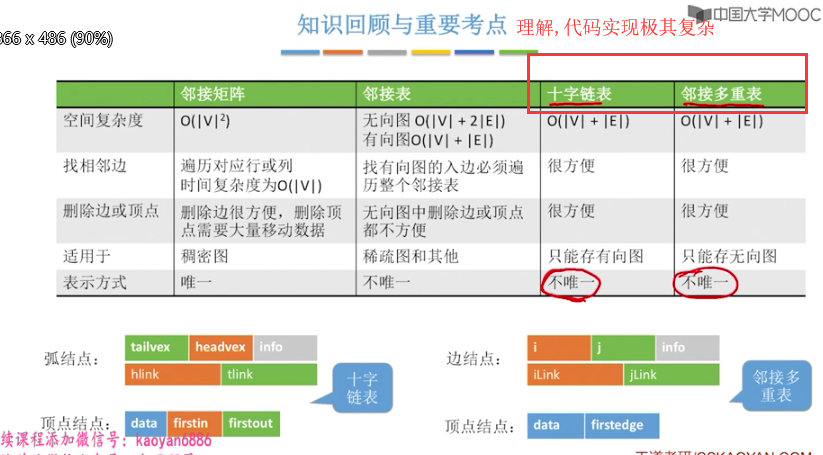 知识回顾与重要考点
理解,代码实现极其复杂
中国大学MOOC
866 x 486 (90%)
邻接矩阵 邻接表 十字链表 邻接多重表
空间复杂度 O(|V|²) 无向图 O(|V| + 2|E|) O(|V| + |E|) O(|V| + |E|)
有向图O(|V| + |E|)
找相邻边 遍历对应行或列 找有向图的入边必须遍 很方便 很方便
时间复杂度为O(|V|) 历整个邻接表
删除边或顶点 删除边很方便，删除顶 无向图中删除边或顶点 很方便 很方便
点需要大量移动数据 都不方便
适用于 稠密图 稀疏图和其他 只能存有向图 只能存无向图
表示方式 唯一 不唯一 不唯一 不唯一
弧结点： tailvex headvex info
hlink tlink
十字
链表
顶点结点： data firstin firstout
边结点： i j info
iLink jLink
邻接多
重表
顶点结点： data firstedge
续课程添加微信号：kaoyan6886